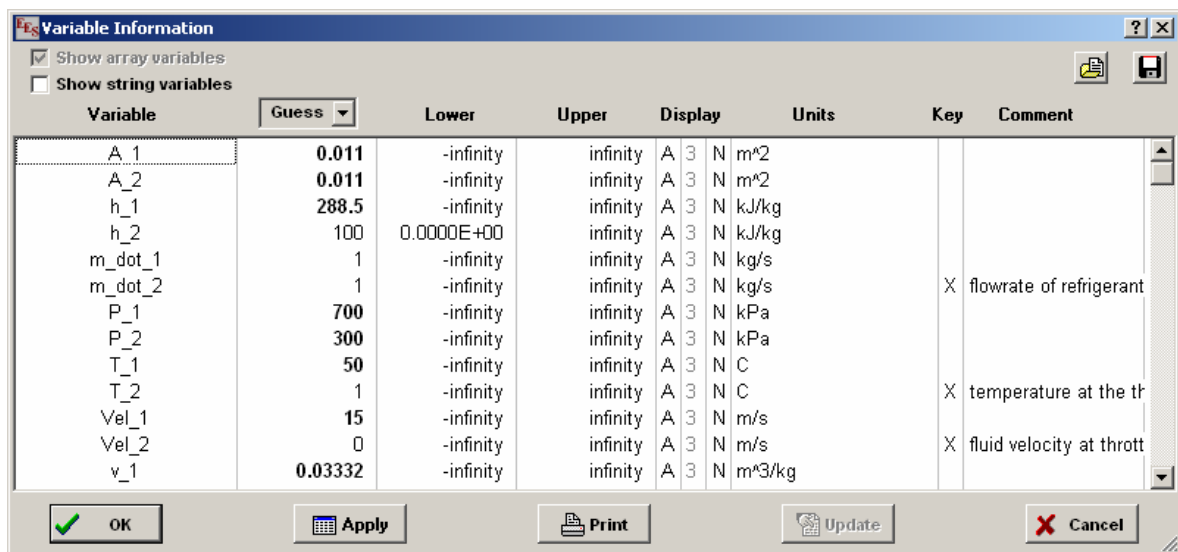 EES Variable Information ? X
Show array variables
Show string variables
Variable Guess Lower Upper Display Units Key Comment
A_1 0.011 -infinity infinity A 3 N m^2
A_2 0.011 -infinity infinity A 3 N m^2
h_1 288.5 -infinity infinity A 3 N kJ/kg
h_2 100 0.0000E+00 infinity A 3 N kJ/kg
m_dot_1 1 -infinity infinity A 3 N kg/s
m_dot_2 1 -infinity infinity A 3 N kg/s X flowrate of refrigerant
P_1 700 -infinity infinity A 3 N kPa
P_2 300 -infinity infinity A 3 N kPa
T_1 50 -infinity infinity A 3 N C
T_2 1 -infinity infinity A 3 N C X temperature at the th
Vel_1 15 -infinity infinity A 3 N m/s
Vel_2 0 -infinity infinity A 3 N m/s X fluid velocity at thrott
v_1 0.03332 -infinity infinity A 3 N m^3/kg
OK Apply Print Update Cancel